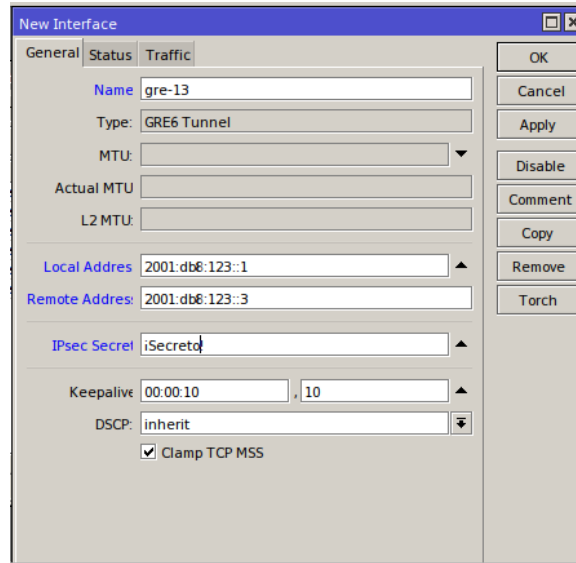 New Interface
General Status Traffic
Name gre-13
Type: GRE6 Tunnel
MTU:
Actual MTU
L2 MTU:
Local Addres 2001:db8:123::1
Remote Addres: 2001:db8:123::3
IPsec Secret ¡Secreto!
Keepalive 00:00:10 , 10
DSCP: inherit
Clamp TCP MSS
OK
Cancel
Apply
Disable
Comment
Copy
Remove
Torch